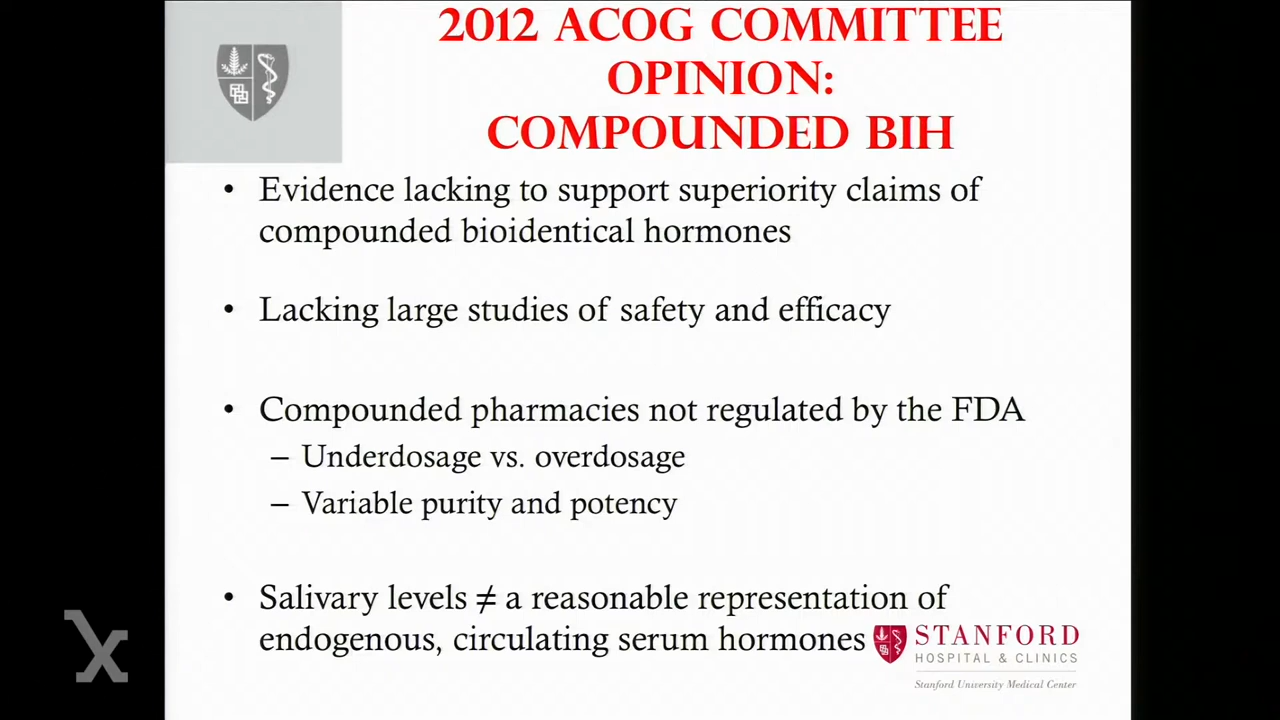 2012 ACOG COMMITTEE
OPINION:
COMPOUNDED BIH
• Evidence lacking to support superiority claims of
compounded bioidentical hormones
• Lacking large studies of safety and efficacy
• Compounded pharmacies not regulated by the FDA
– Underdosage vs. overdosage
– Variable purity and potency
• Salivary levels ≠ a reasonable representation of
endogenous, circulating serum hormones
STANFORD
HOSPITAL & CLINICS
Stanford University Medical Center